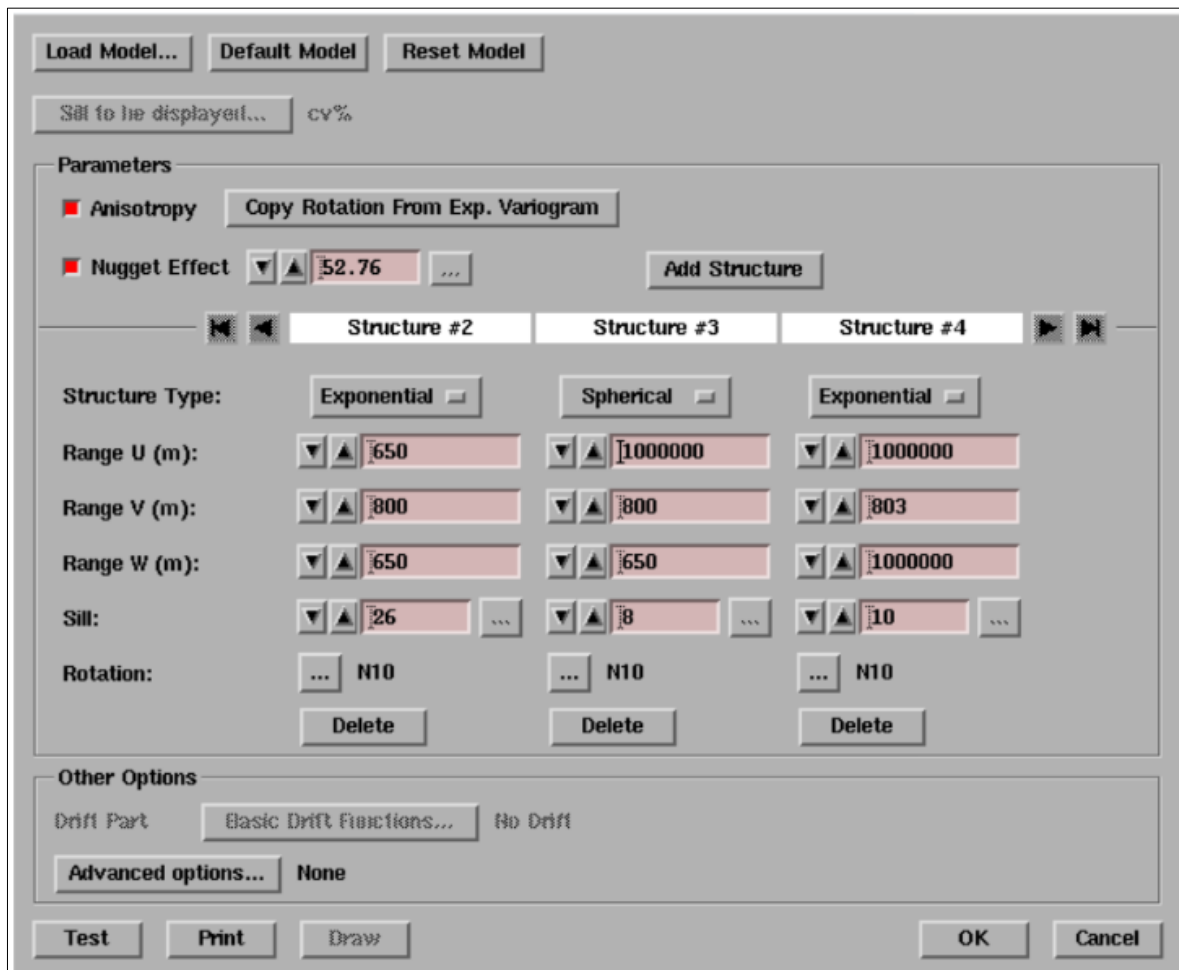 Load Model... Default Model Reset Model
Sill to be displayed... cv%
Parameters
Anisotropy Copy Rotation From Exp. Variogram
Nugget Effect 52.76 ... Add Structure
Structure #2 Structure #3 Structure #4
Structure Type: Exponential Spherical Exponential
Range U (m): 650 1000000 1000000
Range V (m): 800 800 803
Range W (m): 650 650 1000000
Sill: 26 ... 8 ... 10 ...
Rotation: ... N10 ... N10 ... N10
Delete Delete Delete
Other Options
Drift Part Basic Drift Functions... No Drift
Advanced options... None
Test Print Draw OK Cancel